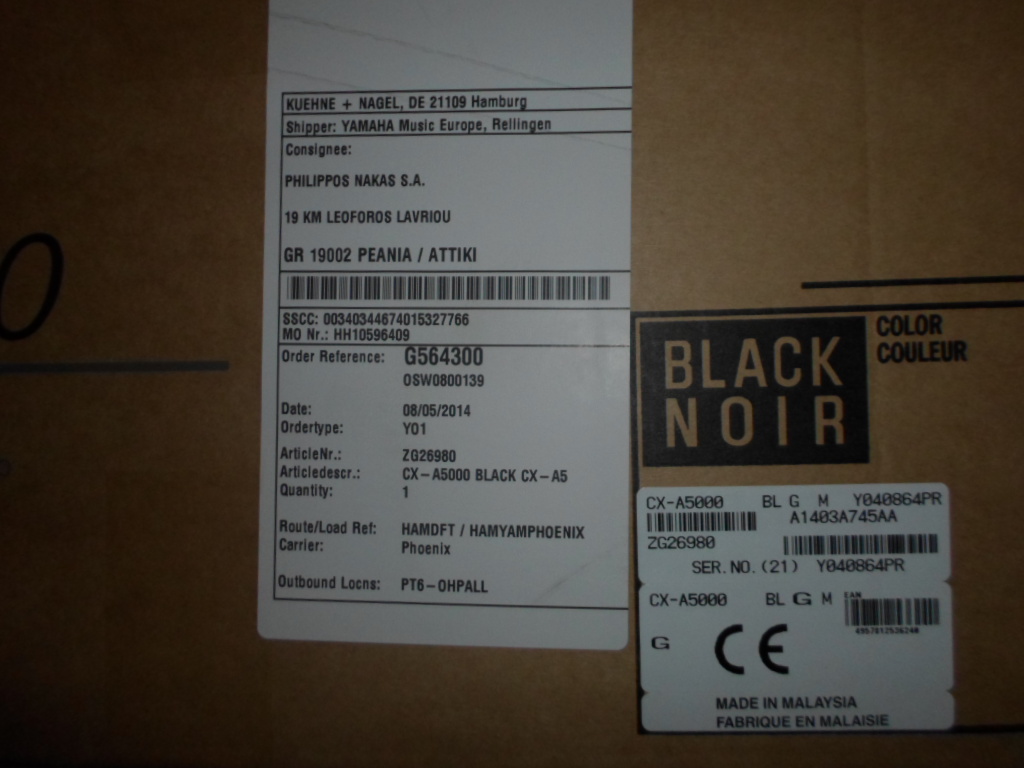 KUEHNE + NAGEL, DE 21109 Hamburg
Shipper: YAMAHA Music Europe, Rellingen
Consignee:
PHILIPPOS NAKAS S.A.
19 KM LEOFOROS LAVRIOU
GR 19002 PEANIA / ATTIKI
SSCC: 00340344674015327766
MO Nr.: HH10596409
Order Reference: G564300
OSW0800139
Date: 08/05/2014
Ordertype: Y01
ArticleNr.: ZG26980
Articledescr.: CX-A5000 BLACK CX-A5
Quantity: 1
Route/Load Ref: HAMDFT / HAMYAMPHOENIX
Carrier: Phoenix
Outbound Locns: PT6-OHPALL
BLACK
NOIR
COLOR
COULEUR
CX-A5000 BL G M Y040864PR
A1403A745AA
ZG26980
SER.NO.(21) Y040864PR
CX-A5000 BL G M EAN
G CE
MADE IN MALAYSIA
FABRIQUE EN MALAISIE